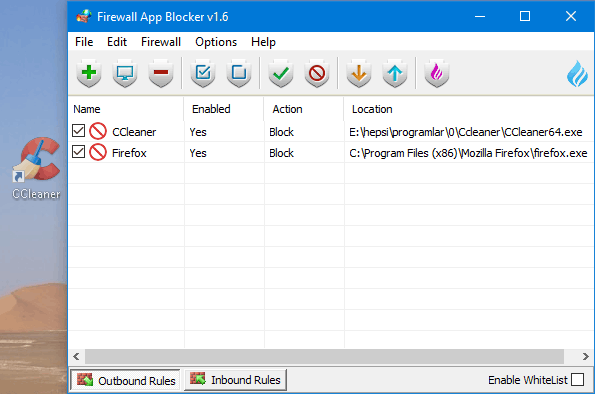 Firewall App Blocker v1.6
File Edit Firewall Options Help
Name Enabled Action Location
CCleaner Yes Block E:\hepsi\programlar\0\Ccleaner\CCleaner64.exe
Firefox Yes Block C:\Program Files (x86)\Mozilla Firefox\firefox.exe
CCleaner
Outbound Rules Inbound Rules Enable WhiteList